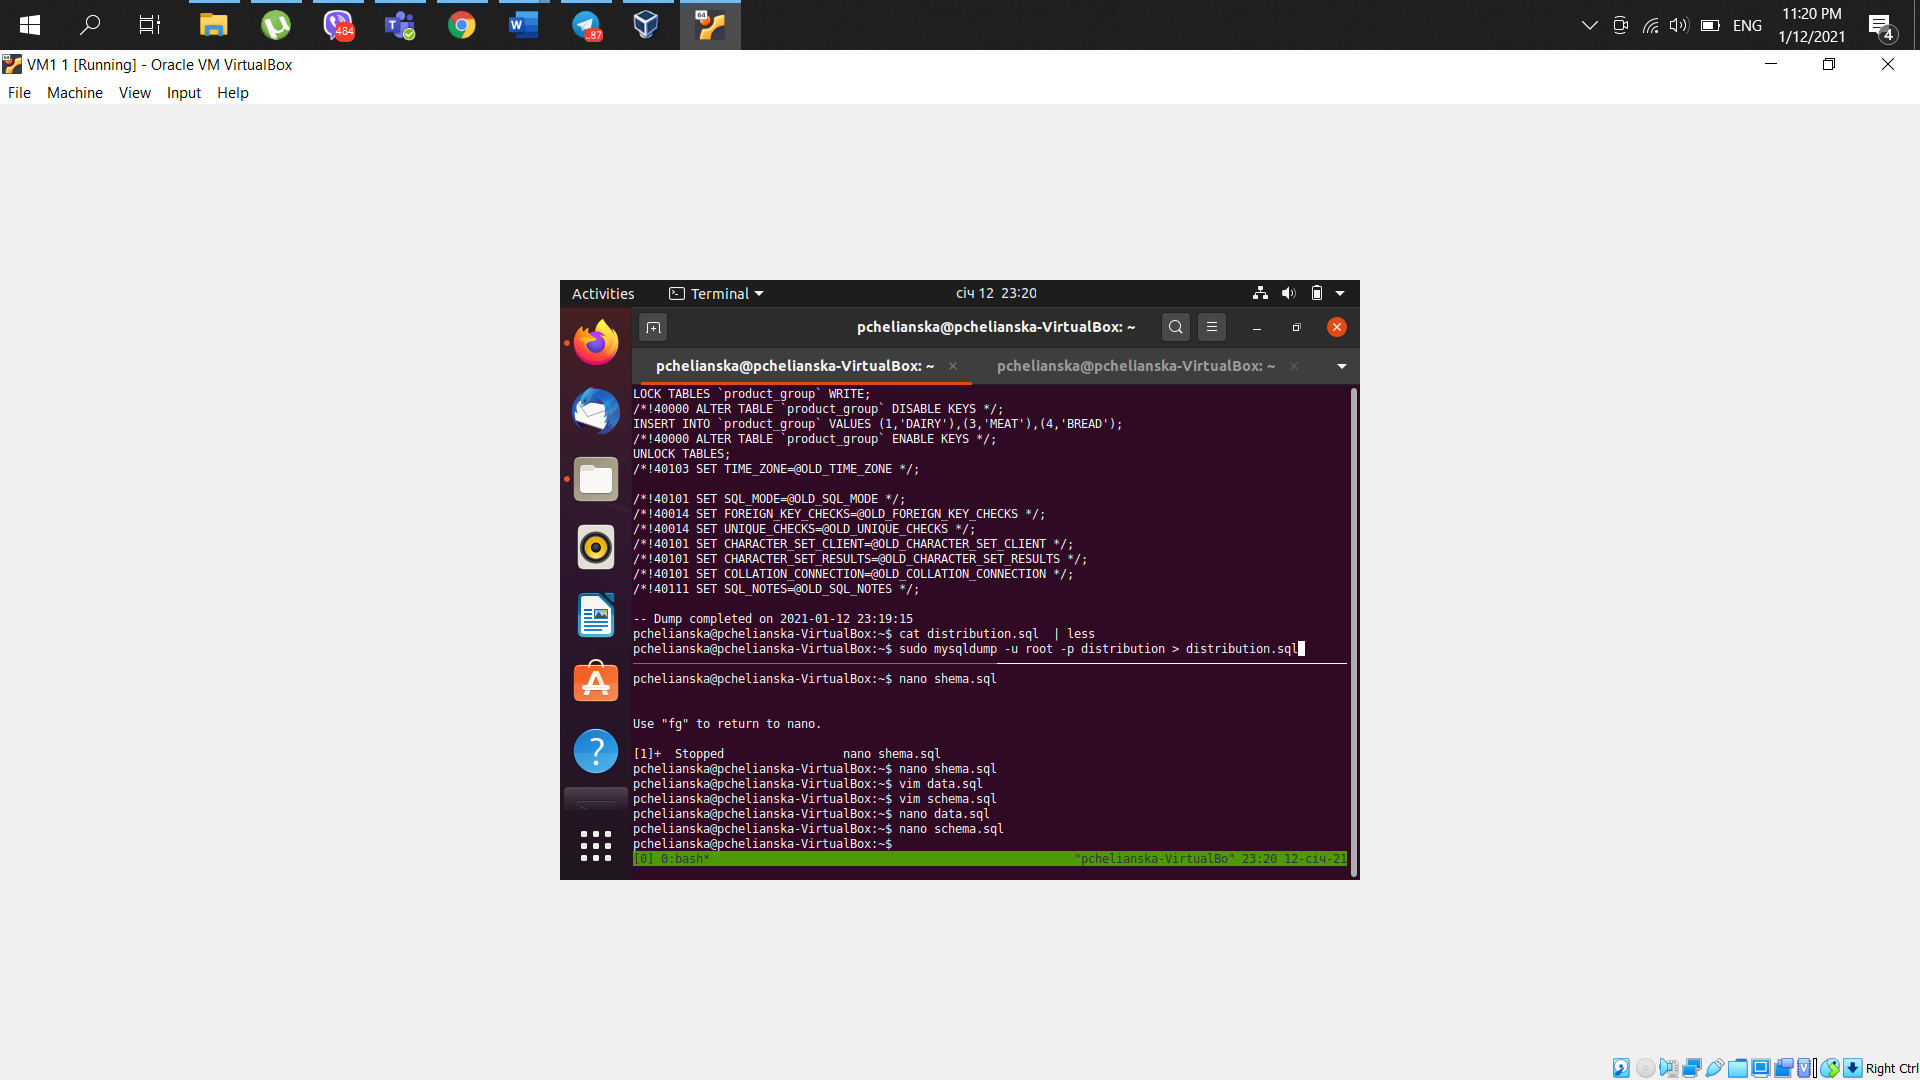 484
..87
ENG
11:20 PM
1/12/2021
4
VM1 1 [Running] - Oracle VM VirtualBox
File Machine View Input Help
Activities Terminal січ 12 23:20
pchelianska@pchelianska-VirtualBox: ~
pchelianska@pchelianska-VirtualBox: ~ pchelianska@pchelianska-VirtualBox: ~
LOCK TABLES `product_group` WRITE;
/*!40000 ALTER TABLE `product_group` DISABLE KEYS */;
INSERT INTO `product_group` VALUES (1,'DAIRY'),(3,'MEAT'),(4,'BREAD');
/*!40000 ALTER TABLE `product_group` ENABLE KEYS */;
UNLOCK TABLES;
/*!40103 SET TIME_ZONE=@OLD_TIME_ZONE */;
/*!40101 SET SQL_MODE=@OLD_SQL_MODE */;
/*!40014 SET FOREIGN_KEY_CHECKS=@OLD_FOREIGN_KEY_CHECKS */;
/*!40014 SET UNIQUE_CHECKS=@OLD_UNIQUE_CHECKS */;
/*!40101 SET CHARACTER_SET_CLIENT=@OLD_CHARACTER_SET_CLIENT */;
/*!40101 SET CHARACTER_SET_RESULTS=@OLD_CHARACTER_SET_RESULTS */;
/*!40101 SET COLLATION_CONNECTION=@OLD_COLLATION_CONNECTION */;
/*!40111 SET SQL_NOTES=@OLD_SQL_NOTES */;
-- Dump completed on 2021-01-12 23:19:15
pchelianska@pchelianska-VirtualBox:~$ cat distribution.sql  | less
pchelianska@pchelianska-VirtualBox:~$ sudo mysqldump -u root -p distribution > distribution.sql
pchelianska@pchelianska-VirtualBox:~$ nano shema.sql
Use "fg" to return to nano.
[1]+  Stopped                 nano shema.sql
pchelianska@pchelianska-VirtualBox:~$ nano shema.sql
pchelianska@pchelianska-VirtualBox:~$ vim data.sql
pchelianska@pchelianska-VirtualBox:~$ vim schema.sql
pchelianska@pchelianska-VirtualBox:~$ nano data.sql
pchelianska@pchelianska-VirtualBox:~$ nano schema.sql
pchelianska@pchelianska-VirtualBox:~$
[0] 0:bash* "pchelianska-VirtualBo" 23:20 12-січ-21
Right Ctrl